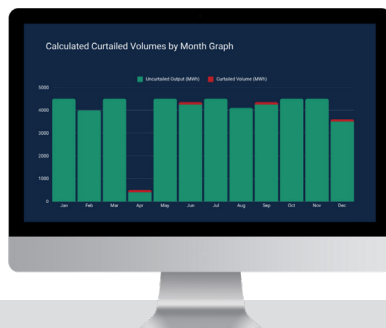 Calculated Curtailed Volumes by Month Graph
Uncurtailed Output (MWh) Curtailed Volume (MWh)
5000
4000
3000
2000
1000
0
Jan Feb Mar Apr May Jun Jul Aug Sep Oct Nov Dec